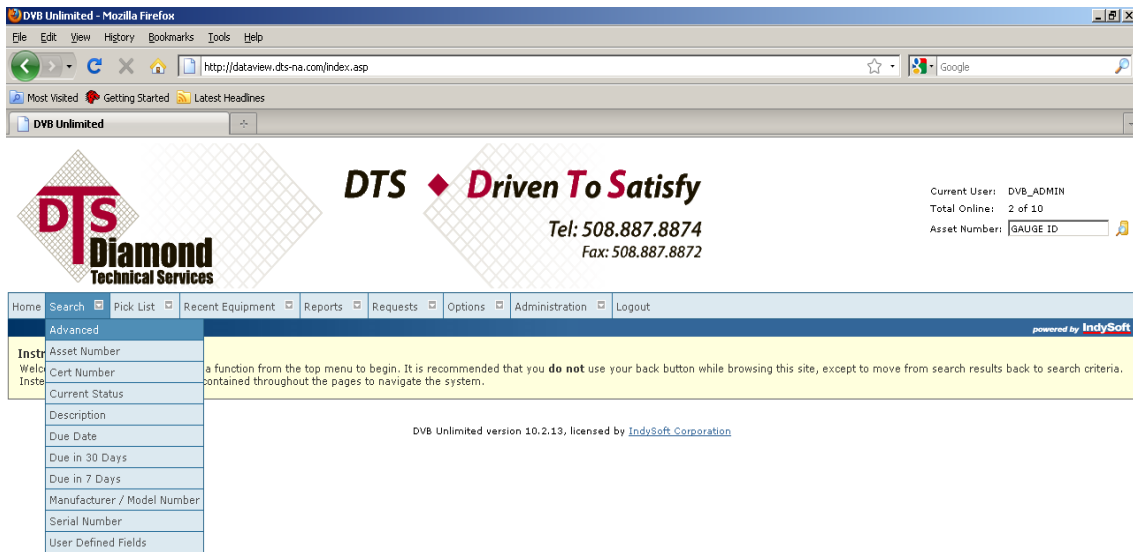 DVB Unlimited - Mozilla Firefox
File Edit View History Bookmarks Tools Help
http://dataview.dts-na.com/index.asp
Google
Most Visited Getting Started Latest Headlines
DVB Unlimited
DTS
Diamond
Technical Services
DTS Driven To Satisfy
Tel: 508.887.8874
Fax: 508.887.8872
Current User: DVB_ADMIN
Total Online: 2 of 10
Asset Number: GAUGE ID
Home Search Pick List Recent Equipment Reports Requests Options Administration Logout
powered by IndySoft
Advanced
Asset Number
Cert Number
Current Status
Description
Due Date
Due in 30 Days
Due in 7 Days
Manufacturer / Model Number
Serial Number
User Defined Fields
Instr
Welc a function from the top menu to begin. It is recommended that you do not use your back button while browsing this site, except to move from search results back to search criteria.
Inste contained throughout the pages to navigate the system.
DVB Unlimited version 10.2.13, licensed by IndySoft Corporation